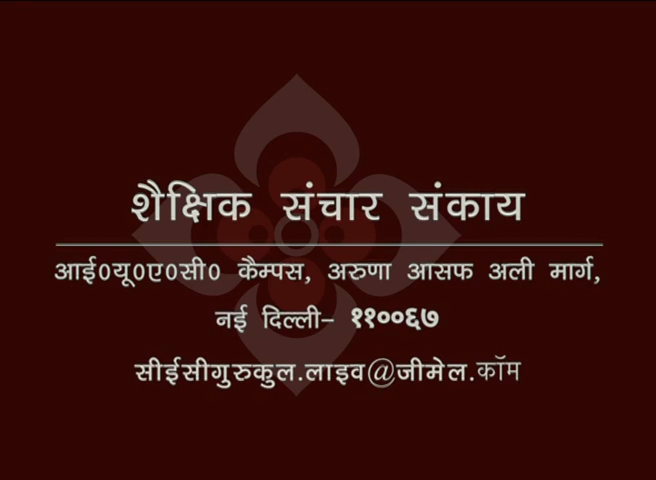 शैक्षिक संचार संकाय
आई०यू०ए०सी० कैम्पस, अरुणा आसफ अली मार्ग,
नई दिल्ली- ११००६७
सीईसीगुरुकुल.लाइव@जीमेल.कॉम